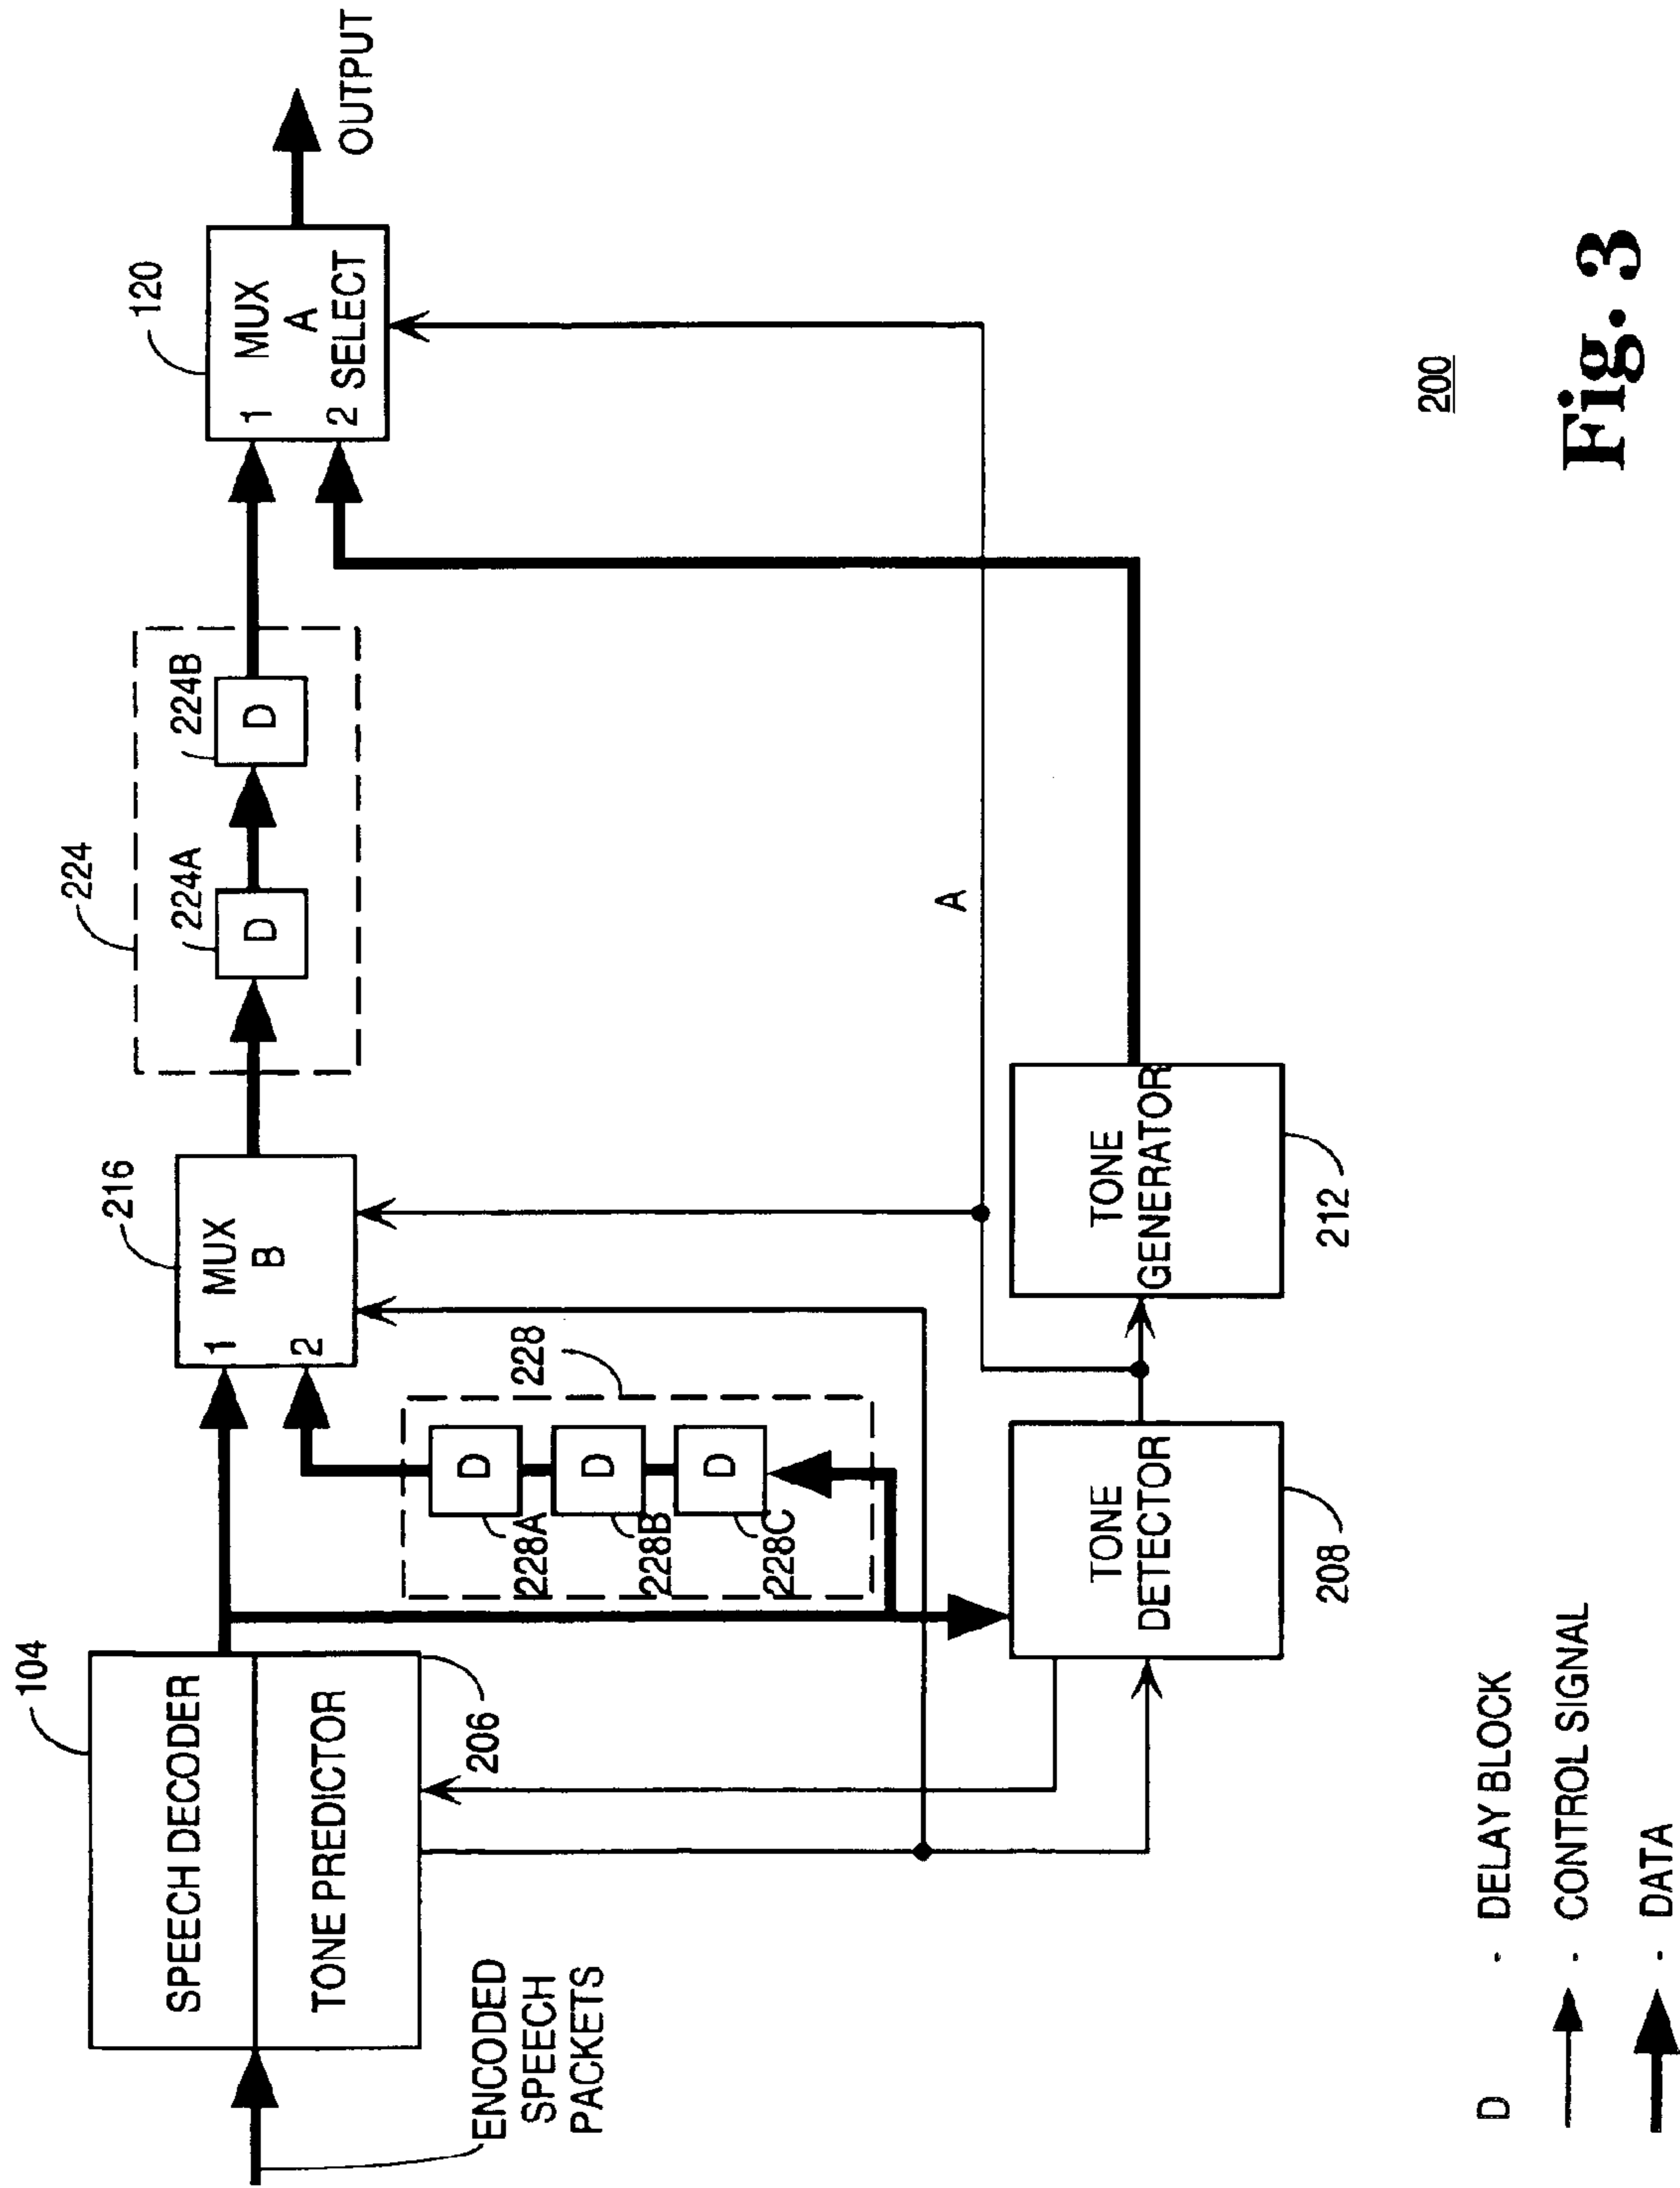 104
SPEECH DECODER
TONE PREDICTOR
206
ENCODED
SPEECH
PACKETS
216
1 MUX
B
2
228
D
D
D
228A
228B
228C
224
224A
D
224B
D
120
1 MUX
A
2 SELECT
OUTPUT
A
TONE
DETECTOR
208
TONE
GENERATOR
212
D - DELAY BLOCK
- CONTROL SIGNAL
- DATA
200
Fig. 3